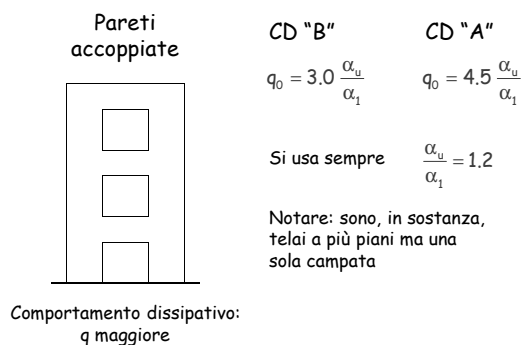 Pareti
accoppiate
CD “B”
CD “A”
q₀ = 3.0 αᵤ/α₁
q₀ = 4.5 αᵤ/α₁
Si usa sempre αᵤ/α₁ = 1.2
Notare: sono, in sostanza,
telai a più piani ma una
sola campata
Comportamento dissipativo:
q maggiore